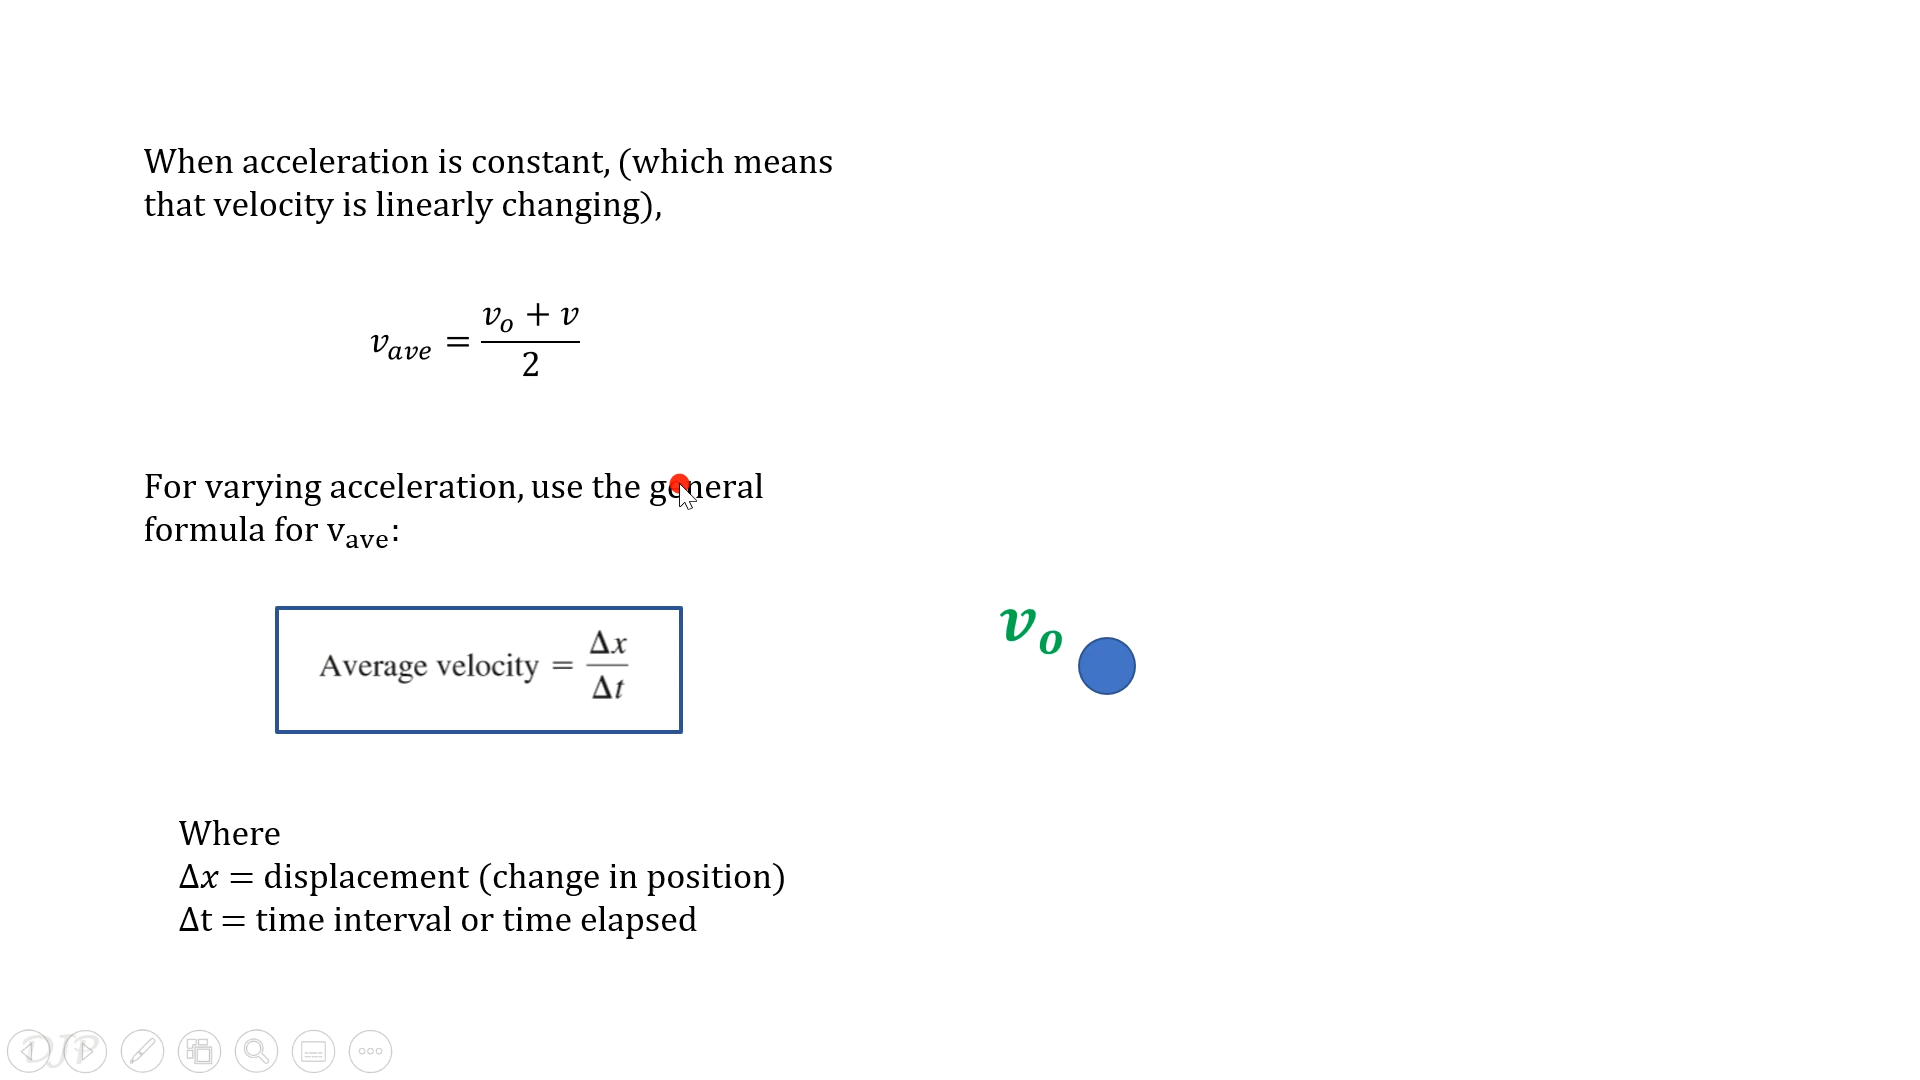 When acceleration is constant, (which means
that velocity is linearly changing),
v_ave = (v_o + v)/2
For varying acceleration, use the general
formula for v_ave:
Average velocity = Δx/Δt
v_o
Where
Δx = displacement (change in position)
Δt = time interval or time elapsed
DJP